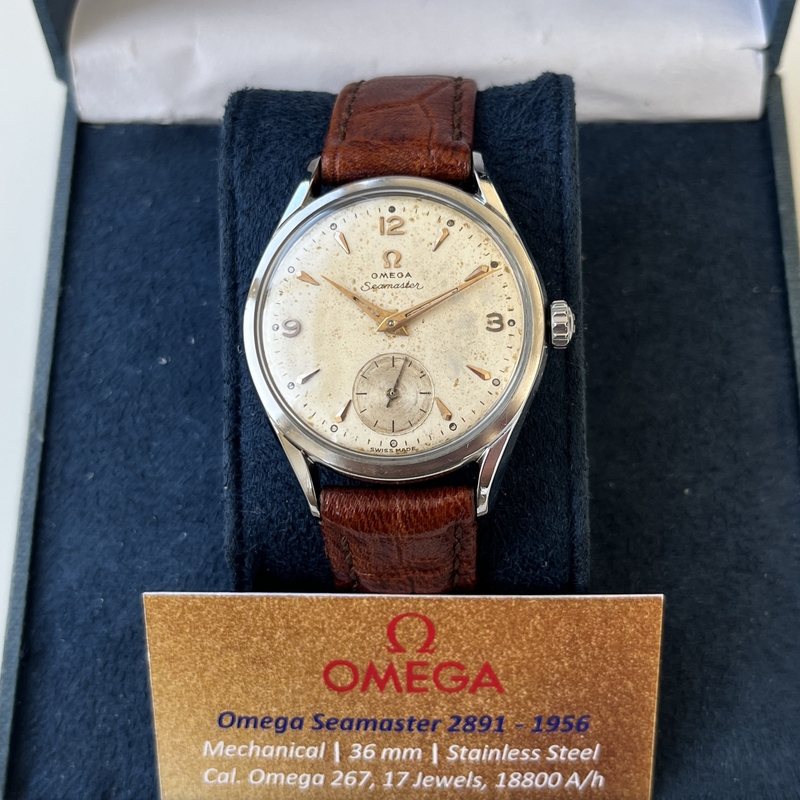 12
Ω
OMEGA
Seamaster
9 3
SWISS MADE
Ω
OMEGA
Omega Seamaster 2891 - 1956
Mechanical | 36 mm | Stainless Steel
Cal. Omega 267, 17 Jewels, 18800 A/h